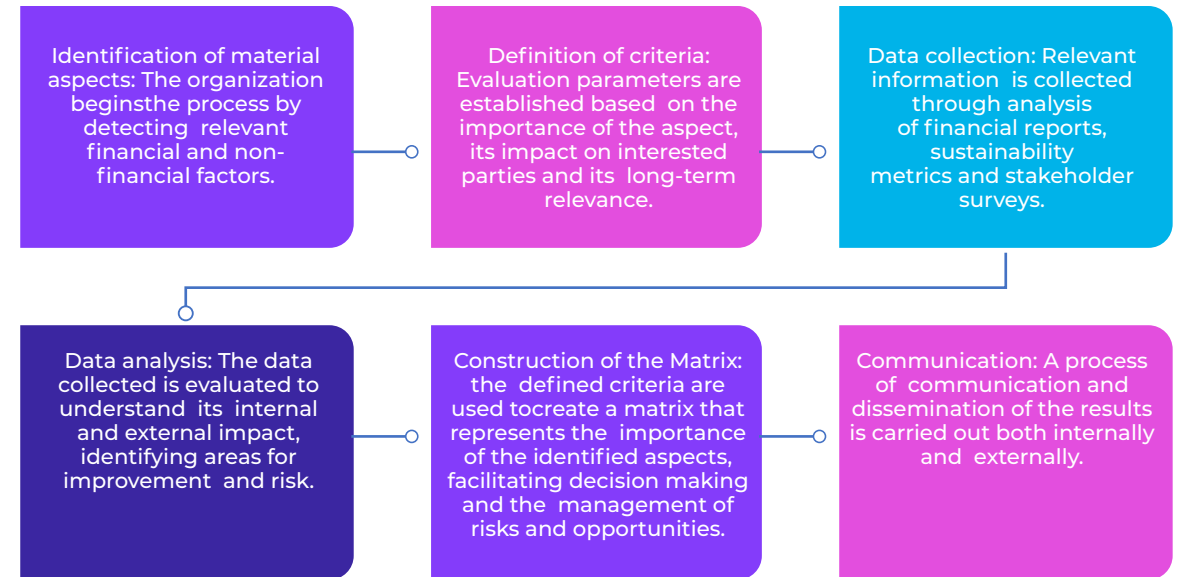 Identification of material
aspects: The organization
beginsthe process by
detecting relevant
financial and non-
financial factors.
Definition of criteria:
Evaluation parameters are
established based on the
importance of the aspect,
its impact on interested
parties and its long-term
relevance.
Data collection: Relevant
information is collected
through analysis
of financial reports,
sustainability
metrics and stakeholder
surveys.
Data analysis: The data
collected is evaluated to
understand its internal
and external impact,
identifying areas for
improvement and risk.
Construction of the Matrix:
the defined criteria are
used tocreate a matrix that
represents the importance
of the identified aspects,
facilitating decision making
and the management of
risks and opportunities.
Communication: A process
of communication and
dissemination of the results
is carried out both internally
and externally.